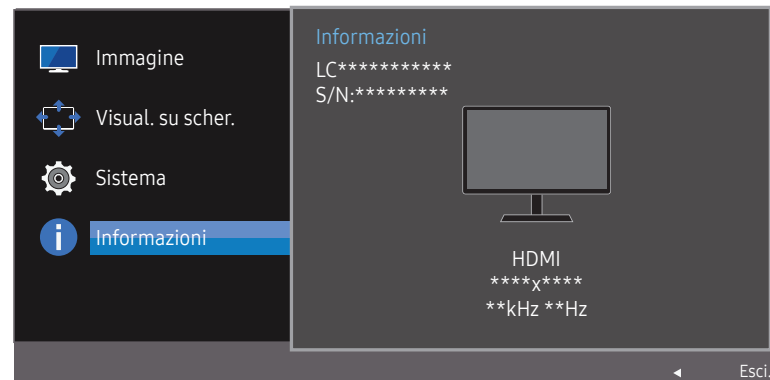 Immagine
Visual. su scher.
Sistema
Informazioni
Informazioni
LC***********
S/N:*********
HDMI
****x****
**kHz **Hz
Esci.